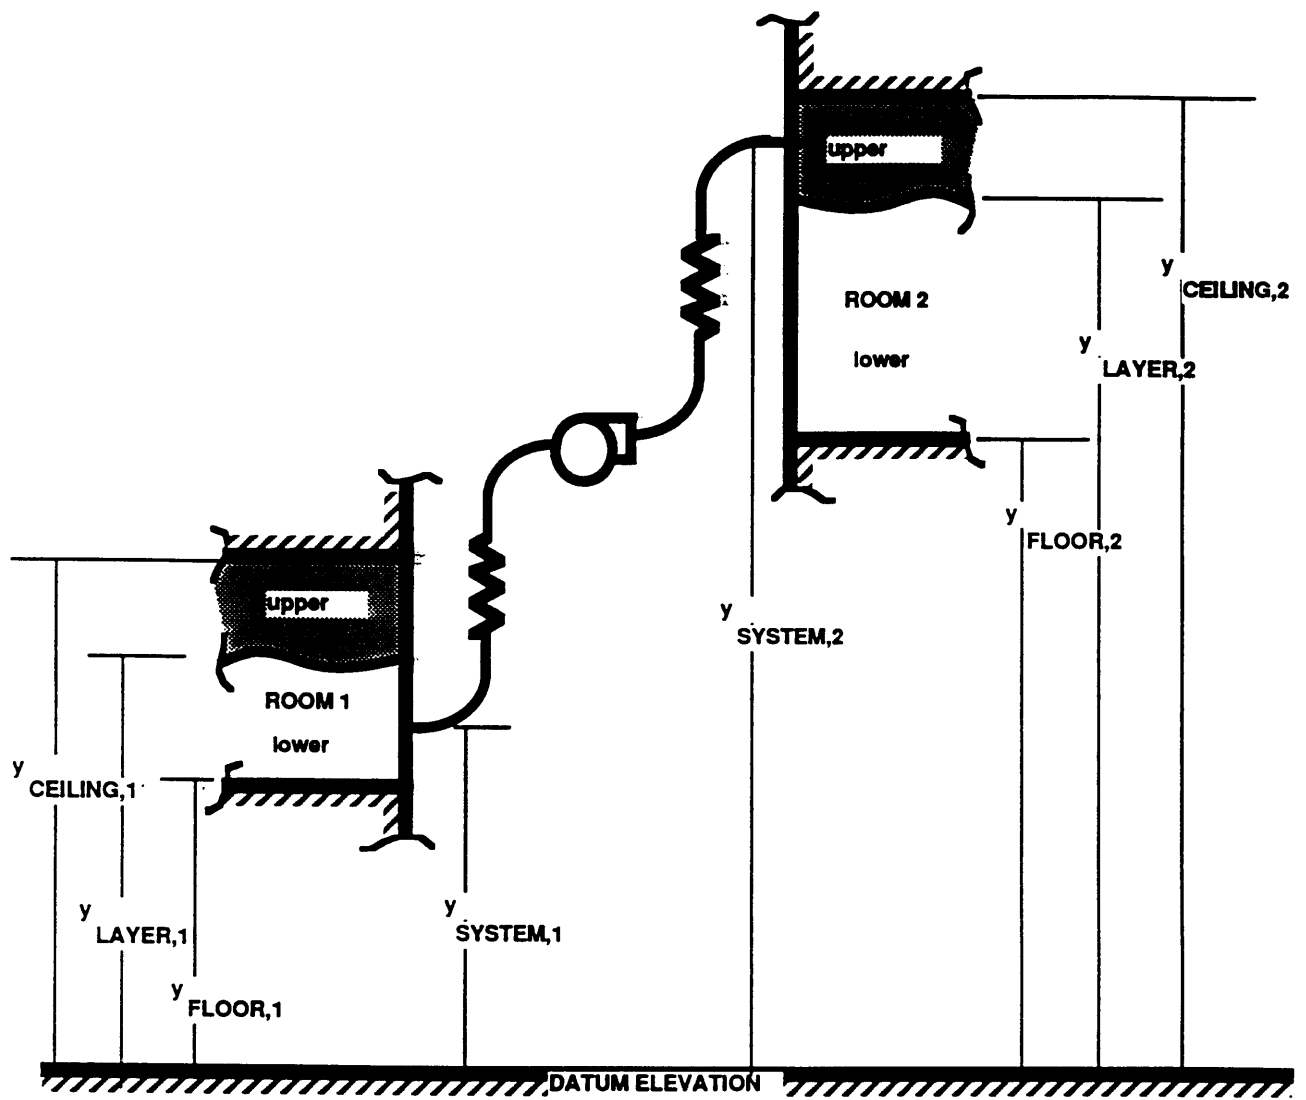 upper
y
CEILING,2
ROOM 2
y
lower
LAYER,2
y
FLOOR,2
upper
y
SYSTEM,2
ROOM 1
lower
y
CEILING,1
y
LAYER,1
y
SYSTEM,1
y
FLOOR,1
DATUM ELEVATION